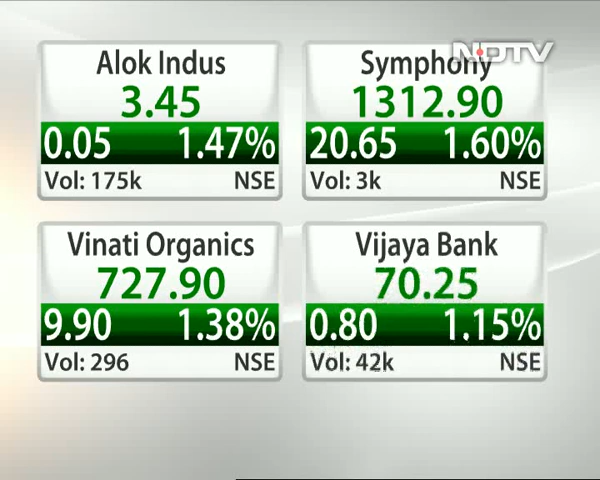 NDTV
Alok Indus
3.45
0.05 1.47%
Vol: 175k NSE
Symphony
1312.90
20.65 1.60%
Vol: 3k NSE
Vinati Organics
727.90
9.90 1.38%
Vol: 296 NSE
Vijaya Bank
70.25
0.80 1.15%
Vol: 42k NSE